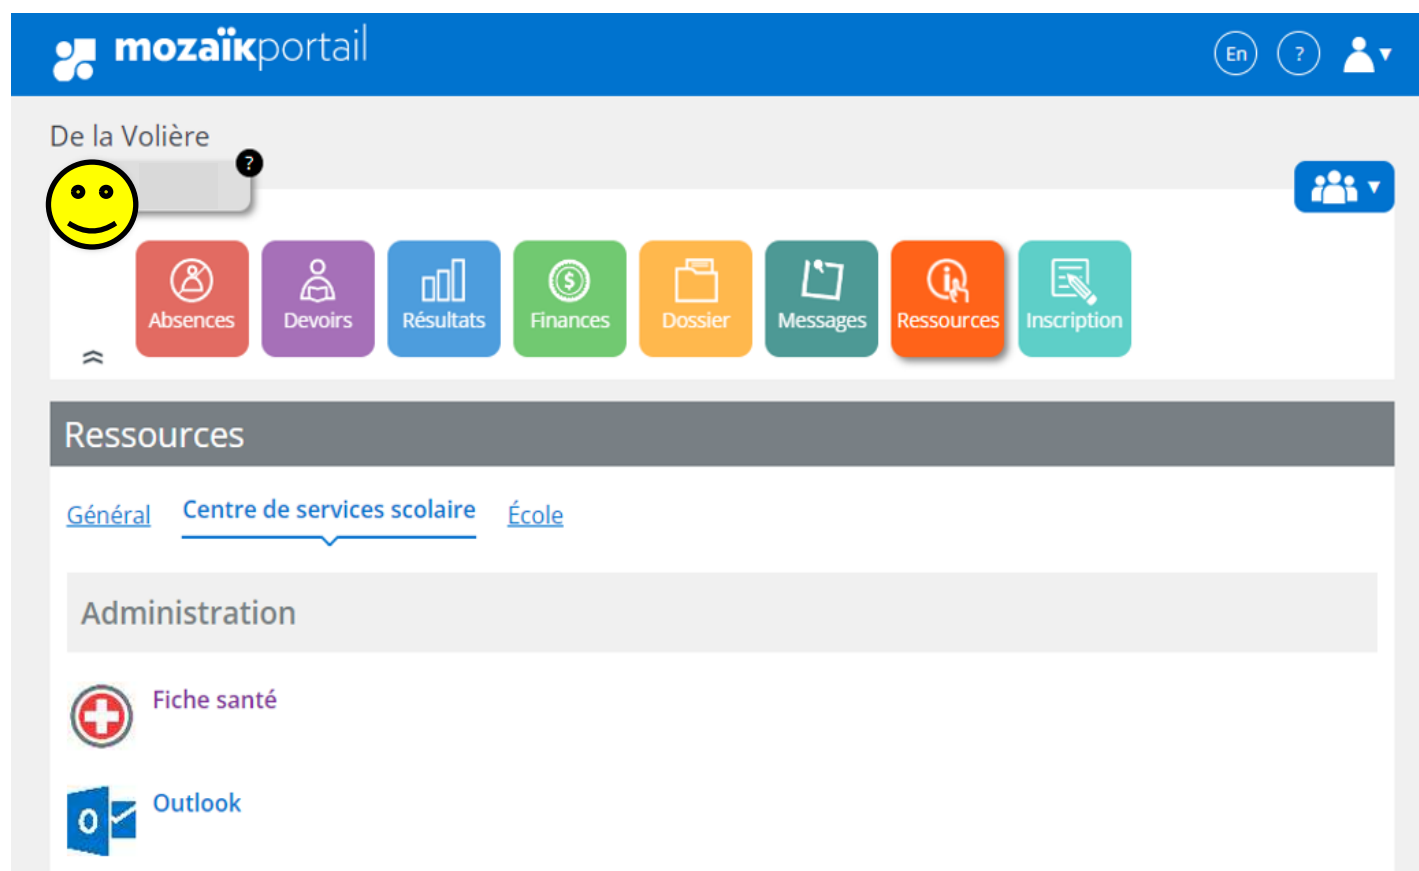 mozaïkportail
En
?
De la Volière
?
Absences
Devoirs
Résultats
Finances
Dossier
Messages
Ressources
Inscription
Ressources
Général
Centre de services scolaire
École
Administration
Fiche santé
Outlook